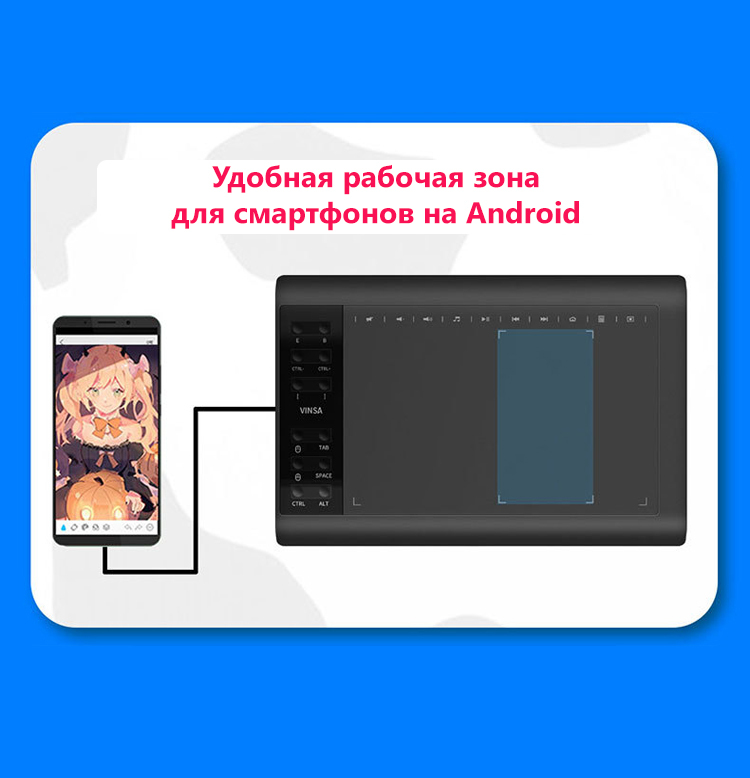 Удобная рабочая зона
для смартфонов на Android
E B
CTRL- CTRL+
[ ]
VINSA
TAB
SPACE
CTRL ALT